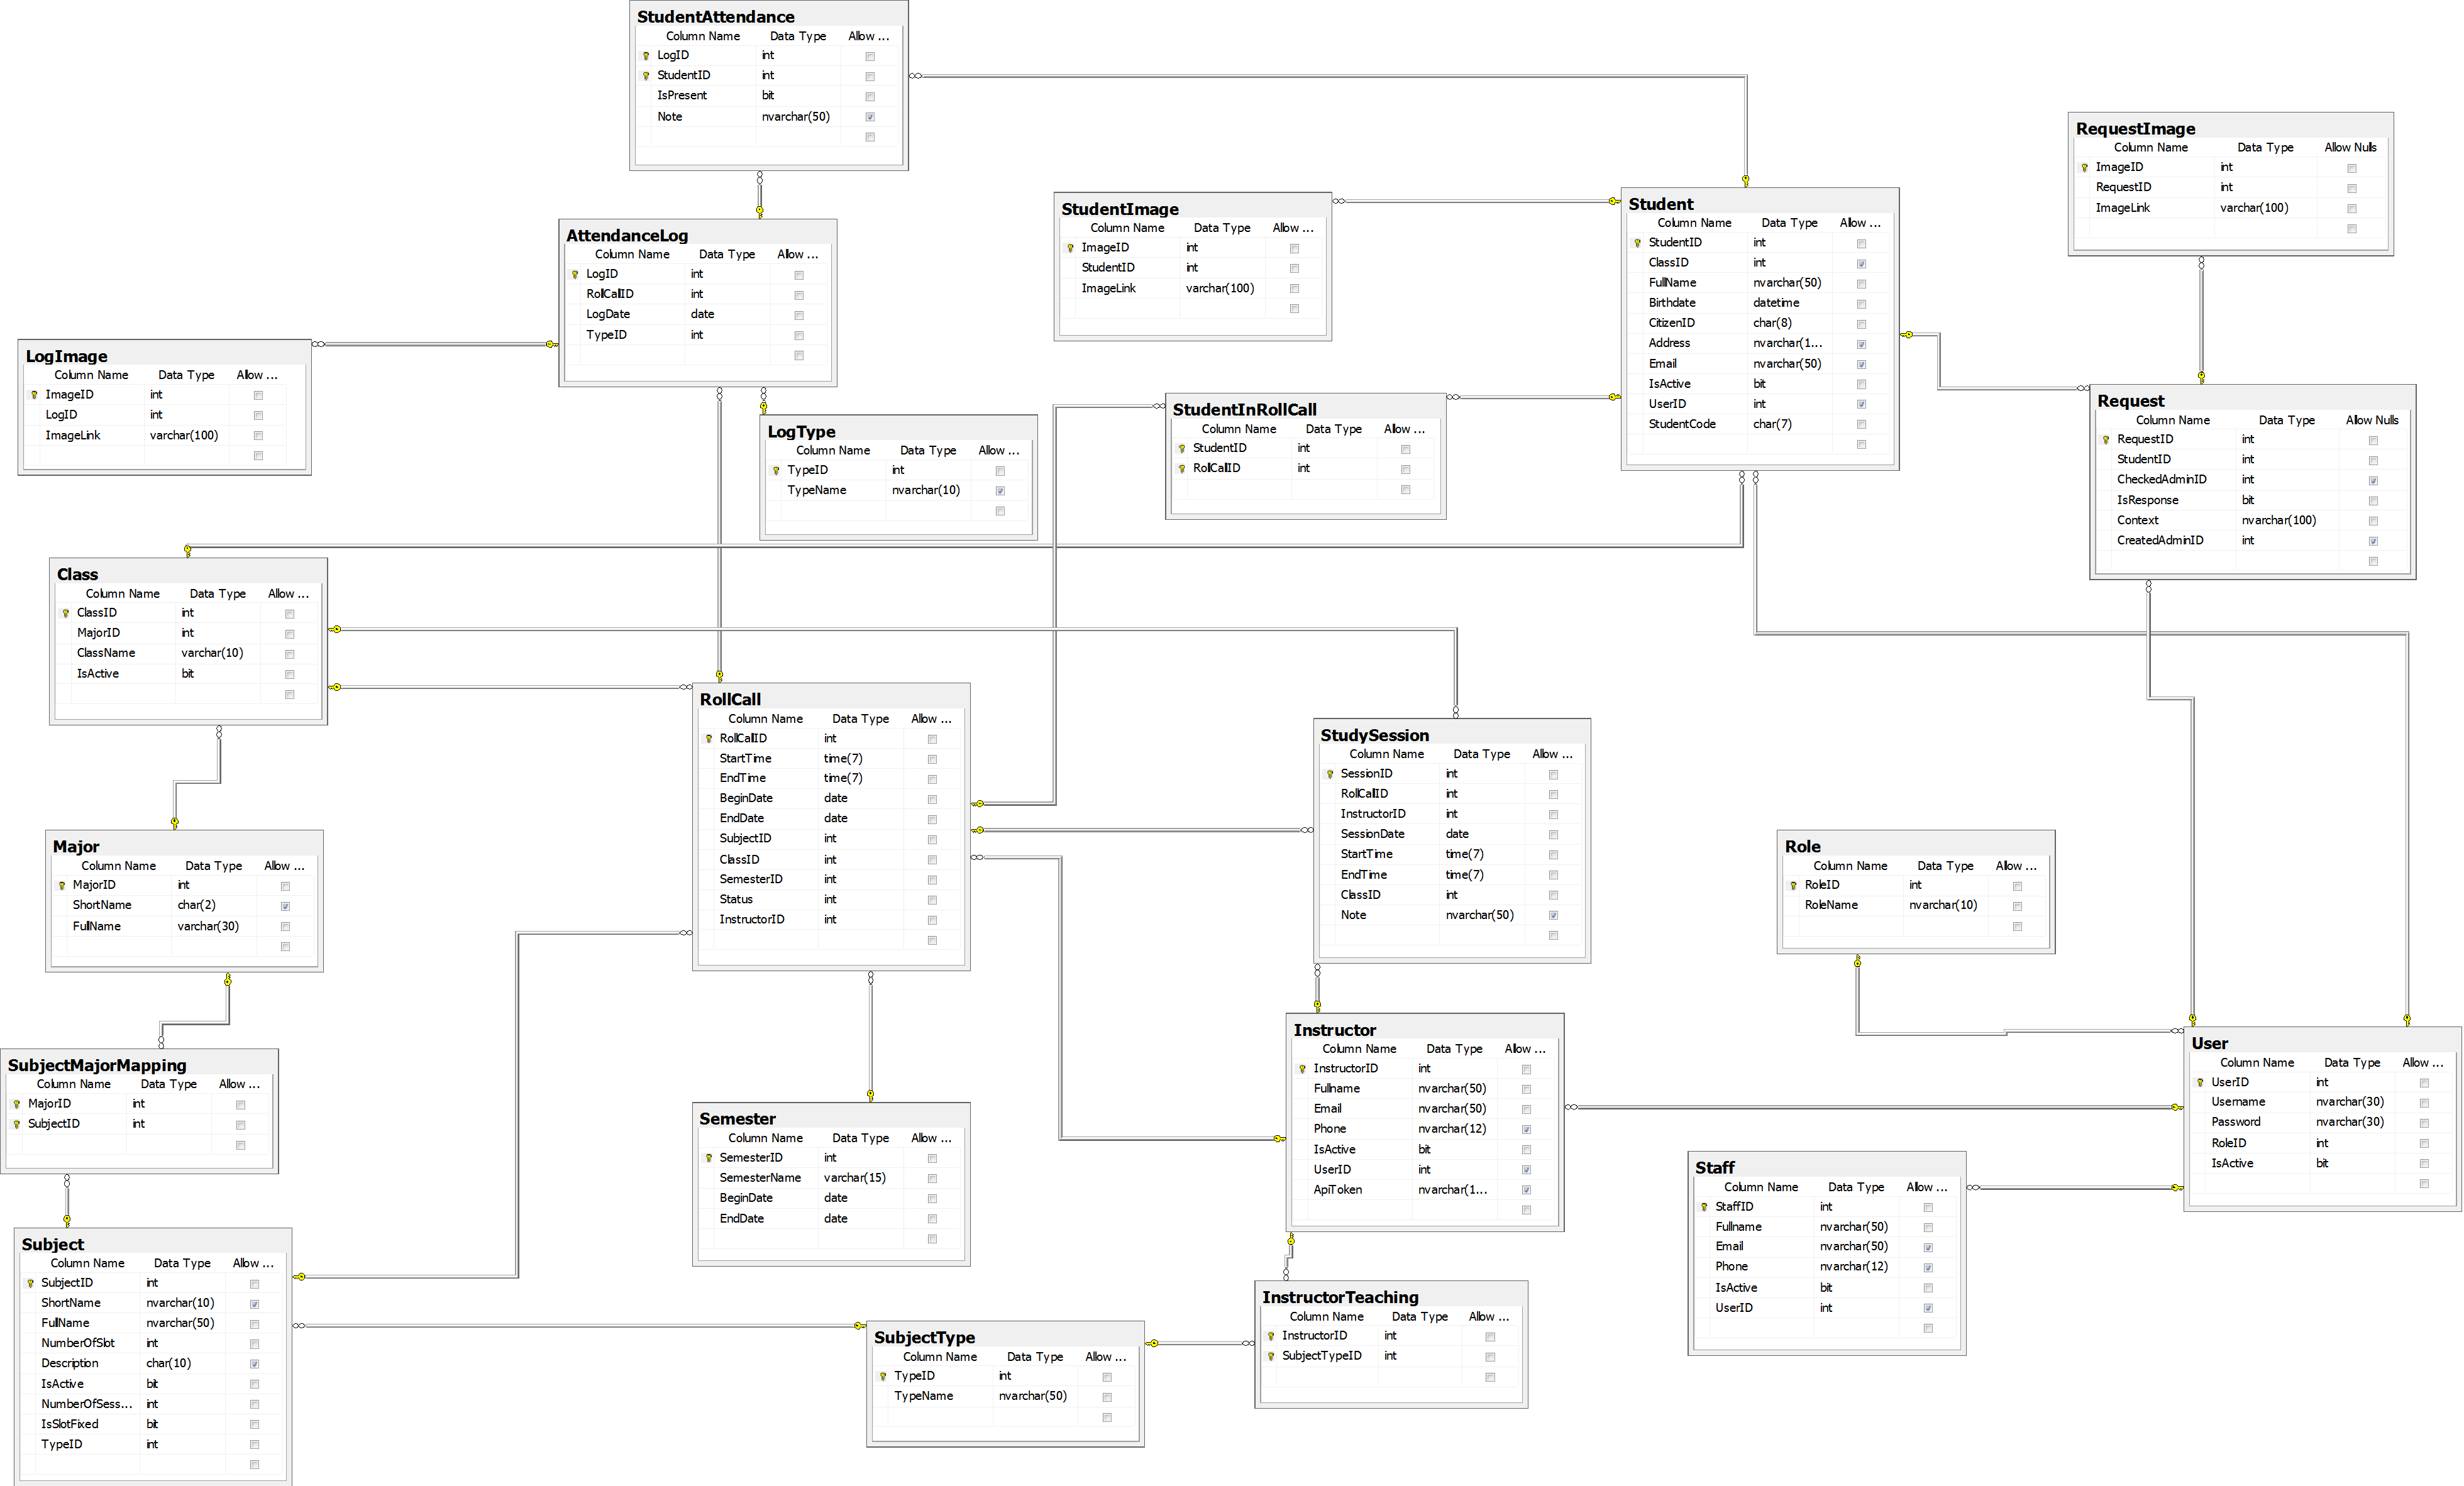 StudentAttendance
Column Name Data Type Allow ...
LogID int
StudentID int
IsPresent bit
Note nvarchar(50)
RequestImage
Column Name Data Type Allow Nulls
ImageID int
RequestID int
ImageLink varchar(100)
StudentImage
Column Name Data Type Allow ...
ImageID int
StudentID int
ImageLink varchar(100)
Student
Column Name Data Type Allow ...
StudentID int
ClassID int
FullName nvarchar(50)
Birthdate datetime
CitizenID char(8)
Address nvarchar(1...
Email nvarchar(50)
IsActive bit
UserID int
StudentCode char(7)
AttendanceLog
Column Name Data Type Allow ...
LogID int
RollCallID int
LogDate date
TypeID int
LogImage
Column Name Data Type Allow ...
ImageID int
LogID int
ImageLink varchar(100)
LogType
Column Name Data Type Allow ...
TypeID int
TypeName nvarchar(10)
StudentInRollCall
Column Name Data Type Allow ...
StudentID int
RollCallID int
Request
Column Name Data Type Allow Nulls
RequestID int
StudentID int
CheckedAdminID int
IsResponse bit
Context nvarchar(100)
CreatedAdminID int
Class
Column Name Data Type Allow ...
ClassID int
MajorID int
ClassName varchar(10)
IsActive bit
RollCall
Column Name Data Type Allow ...
RollCallID int
StartTime time(7)
EndTime time(7)
BeginDate date
EndDate date
SubjectID int
ClassID int
SemesterID int
Status int
InstructorID int
StudySession
Column Name Data Type Allow ...
SessionID int
RollCallID int
InstructorID int
SessionDate date
StartTime time(7)
EndTime time(7)
ClassID int
Note nvarchar(50)
Major
Column Name Data Type Allow ...
MajorID int
ShortName char(2)
FullName varchar(30)
Role
Column Name Data Type Allow ...
RoleID int
RoleName nvarchar(10)
SubjectMajorMapping
Column Name Data Type Allow ...
MajorID int
SubjectID int
Instructor
Column Name Data Type Allow ...
InstructorID int
Fullname nvarchar(50)
Email nvarchar(50)
Phone nvarchar(12)
IsActive bit
UserID int
ApiToken nvarchar(1...
User
Column Name Data Type Allow ...
UserID int
Username nvarchar(30)
Password nvarchar(30)
RoleID int
IsActive bit
Semester
Column Name Data Type Allow ...
SemesterID int
SemesterName varchar(15)
BeginDate date
EndDate date
Staff
Column Name Data Type Allow ...
StaffID int
Fullname nvarchar(50)
Email nvarchar(50)
Phone nvarchar(12)
IsActive bit
UserID int
Subject
Column Name Data Type Allow ...
SubjectID int
ShortName nvarchar(10)
FullName nvarchar(50)
NumberOfSlot int
Description char(10)
IsActive bit
NumberOfSess... int
IsSlotFixed bit
TypeID int
SubjectType
Column Name Data Type Allow ...
TypeID int
TypeName nvarchar(50)
InstructorTeaching
Column Name Data Type Allow ...
InstructorID int
SubjectTypeID int